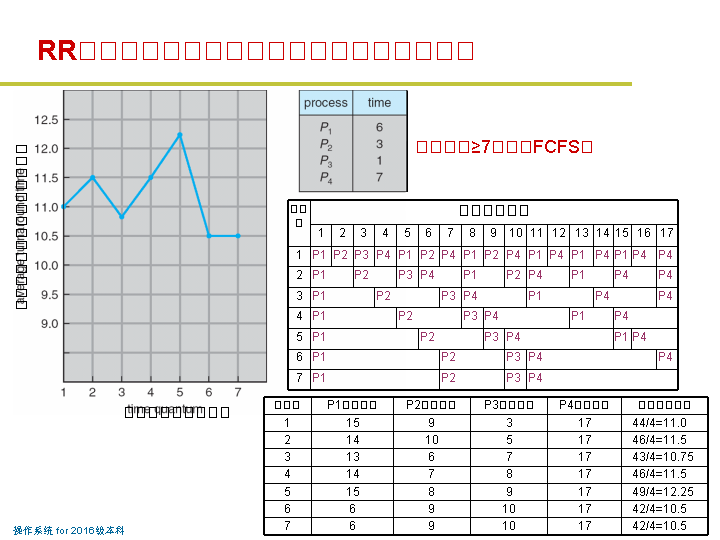 RR□□□□□□□□□□□□□□□□□□□
process time
P1 6
P2 3
P3 1
P4 7
□□□□≥7□□□FCFS□
12.5
12.0
11.5
11.0
10.5
10.0
9.5
9.0
1 2 3 4 5 6 7
time quantum
□□□ □□□□□□
1 2 3 4 5 6 7 8 9 10 11 12 13 14 15 16 17
1 P1 P2 P3 P4 P1 P2 P4 P1 P2 P4 P1 P4 P1 P4 P1 P4 P4
2 P1 P2 P3 P4 P1 P2 P4 P1 P4 P4
3 P1 P2 P3 P4 P1 P4 P4
4 P1 P2 P3 P4 P1 P4
5 P1 P2 P3 P4 P1 P4
6 P1 P2 P3 P4 P4
7 P1 P2 P3 P4
□□□ P1□□□□ P2□□□□ P3□□□□ P4□□□□ □□□□□□
1 15 9 3 17 44/4=11.0
2 14 10 5 17 46/4=11.5
3 13 6 7 17 43/4=10.75
4 14 7 8 17 46/4=11.5
5 15 8 9 17 49/4=12.25
6 6 9 10 17 42/4=10.5
7 6 9 10 17 42/4=10.5
操作系统 for 2016级本科